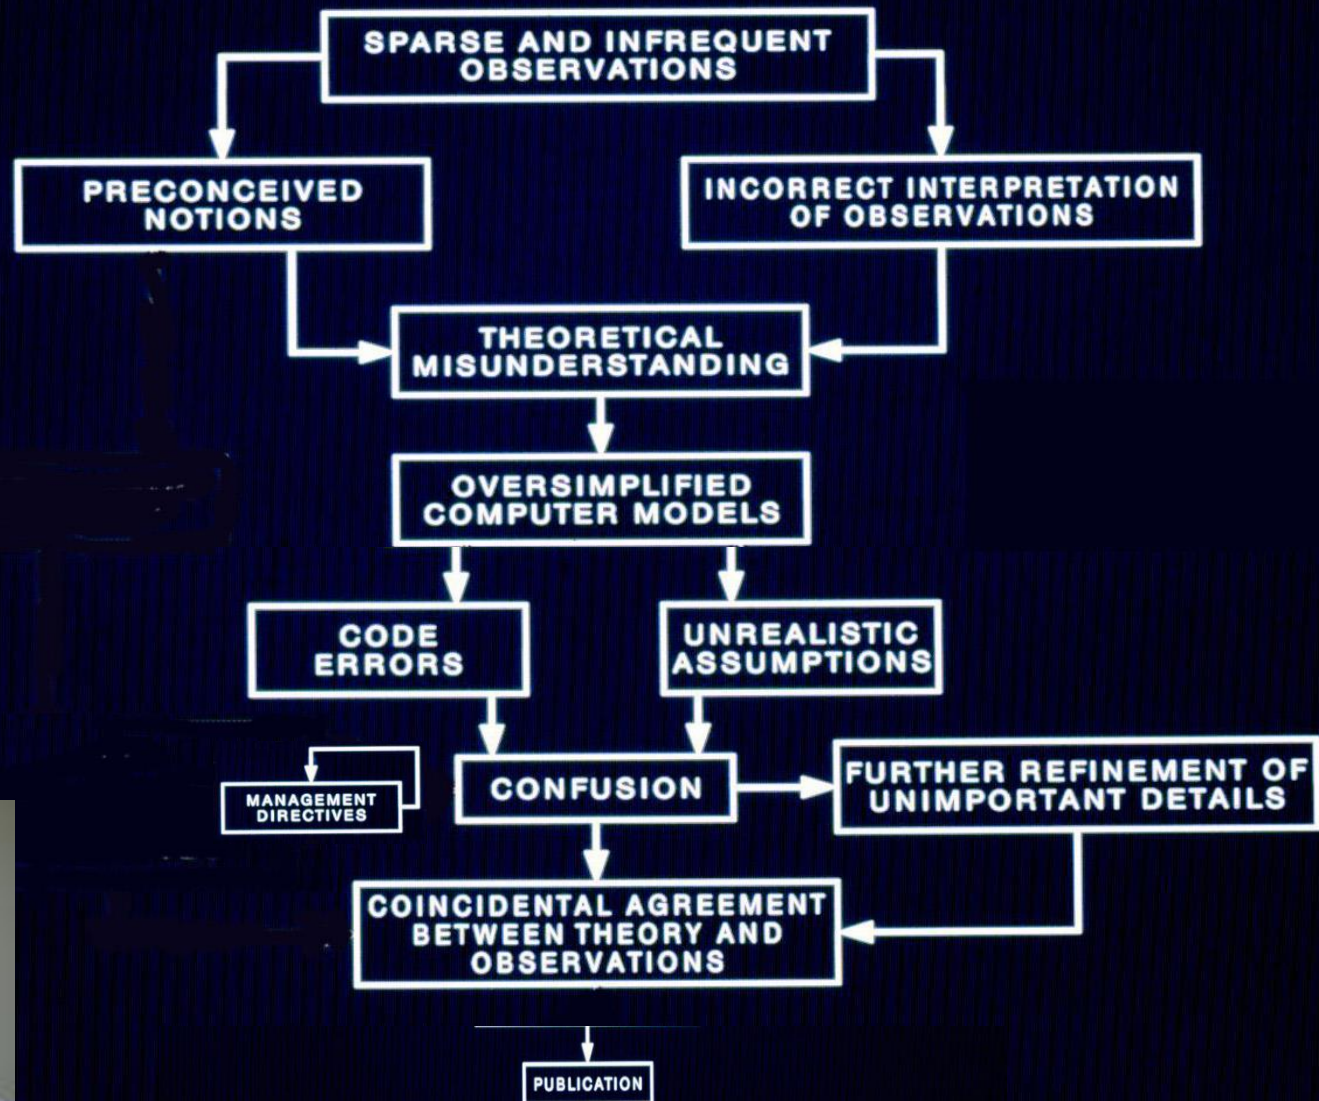 SPARSE AND INFREQUENT
OBSERVATIONS
PRECONCEIVED
NOTIONS
INCORRECT INTERPRETATION
OF OBSERVATIONS
THEORETICAL
MISUNDERSTANDING
OVERSIMPLIFIED
COMPUTER MODELS
CODE
ERRORS
UNREALISTIC
ASSUMPTIONS
MANAGEMENT
DIRECTIVES
CONFUSION
FURTHER REFINEMENT OF
UNIMPORTANT DETAILS
COINCIDENTAL AGREEMENT
BETWEEN THEORY AND
OBSERVATIONS
PUBLICATION